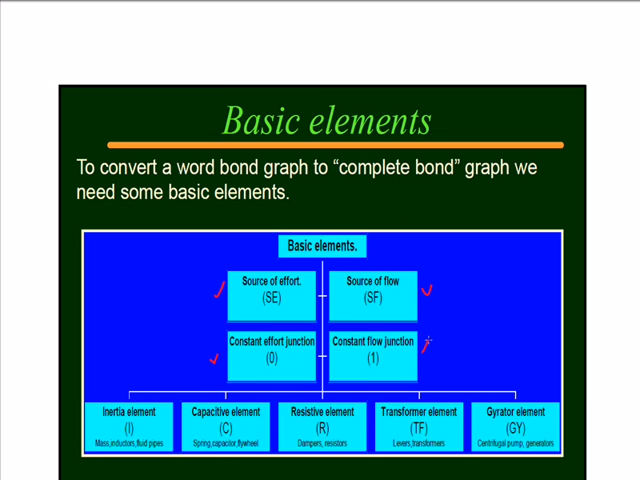 Basic elements
To convert a word bond graph to “complete bond” graph we
need some basic elements.
Basic elements.
Source of effort.
(SE)
Source of flow
(SF)
Constant effort junction
(0)
Constant flow junction
(1)
Inertia element
(I)
Mass,inductors,fluid pipes
Capacitive element
(C)
Spring,capacitor,flywheel
Resistive element
(R)
Dampers, resistors
Transformer element
(TF)
Levers,transformers
Gyrator element
(GY)
Centrifugal pump, generators